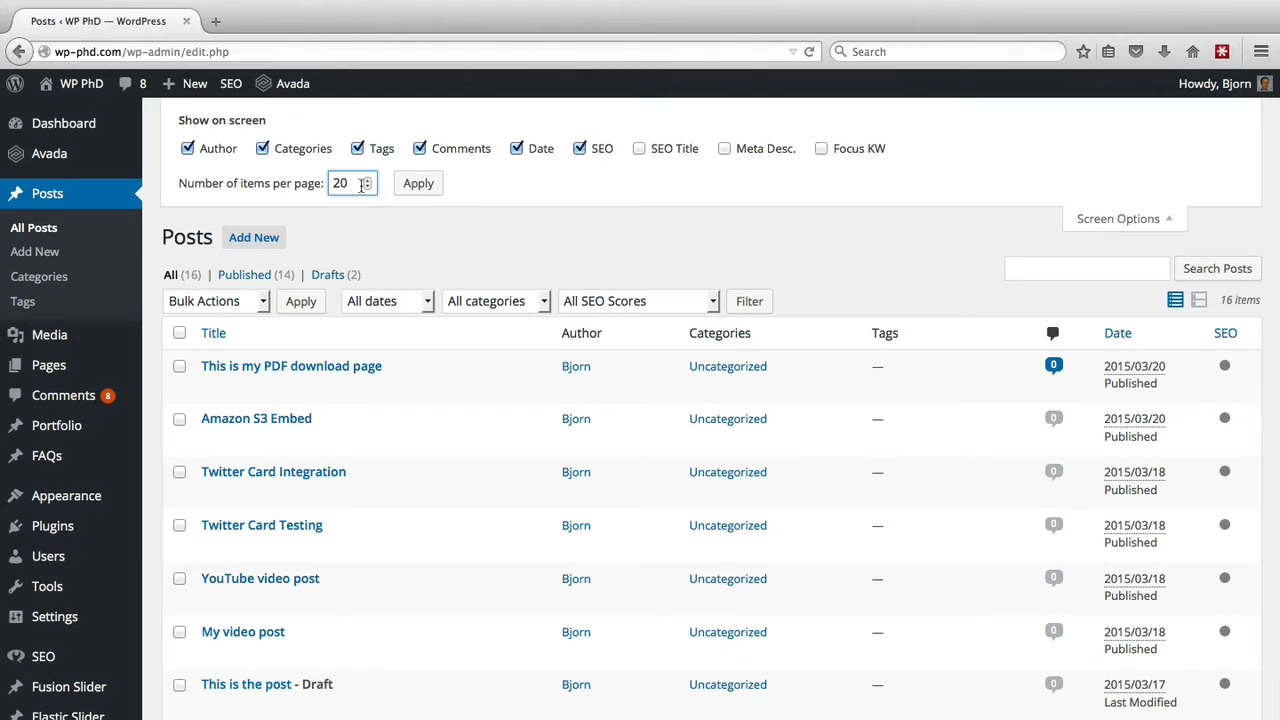 Posts ‹ WP PhD — WordPress
wp-phd.com/wp-admin/edit.php
Search
WP PhD 8 New SEO Avada Howdy, Bjorn
Dashboard
Avada
Posts
All Posts
Add New
Categories
Tags
Media
Pages
Comments 8
Portfolio
FAQs
Appearance
Plugins
Users
Tools
Settings
SEO
Fusion Slider
Elastic Slider
Show on screen
Author Categories Tags Comments Date SEO SEO Title Meta Desc. Focus KW
Number of items per page: 20 Apply
Screen Options
Posts Add New
All (16) | Published (14) | Drafts (2)
Search Posts
Bulk Actions Apply All dates All categories All SEO Scores Filter 16 items
Title Author Categories Tags Date SEO
This is my PDF download page Bjorn Uncategorized — 0 2015/03/20
Published
Amazon S3 Embed Bjorn Uncategorized — 0 2015/03/20
Published
Twitter Card Integration Bjorn Uncategorized — 0 2015/03/18
Published
Twitter Card Testing Bjorn Uncategorized — 0 2015/03/18
Published
YouTube video post Bjorn Uncategorized — 0 2015/03/18
Published
My video post Bjorn Uncategorized — 0 2015/03/18
Published
This is the post - Draft Bjorn Uncategorized — 0 2015/03/17
Last Modified